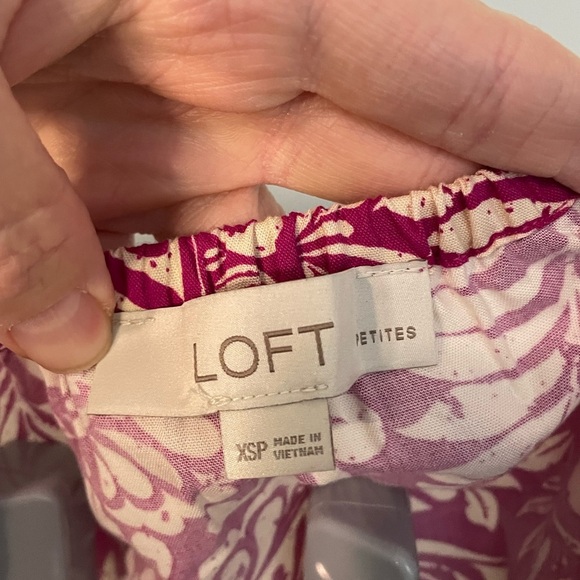 LOFT PETITES
XSP MADE IN
VIETNAM